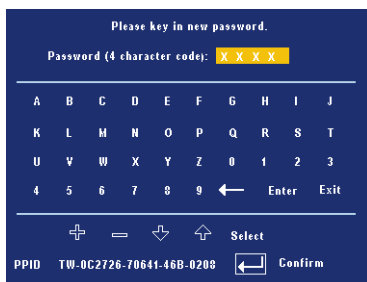 Please key in new password.
Password (4 character code): X X X X
A B C D E F G H I J
K L M N O P Q R S T
U V W X Y Z 0 1 2 3
4 5 6 7 8 9 ← Enter Exit
Select
PPID TW-0C2726-70641-46B-0208 Confirm